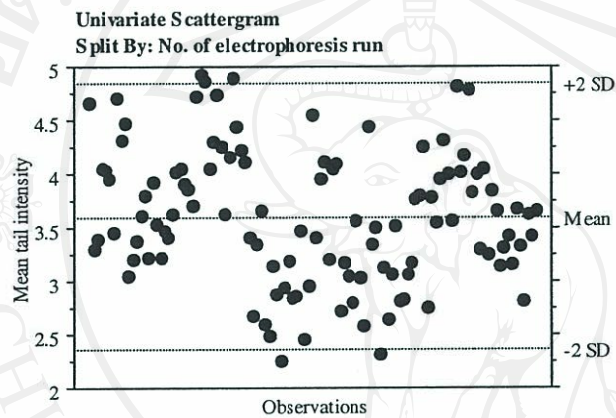 Univariate Scattergram
Split By: No. of electrophoresis run
5
4.5
4
3.5
3
2.5
2
Mean tail intensity
+2 SD
Mean
-2 SD
Observations